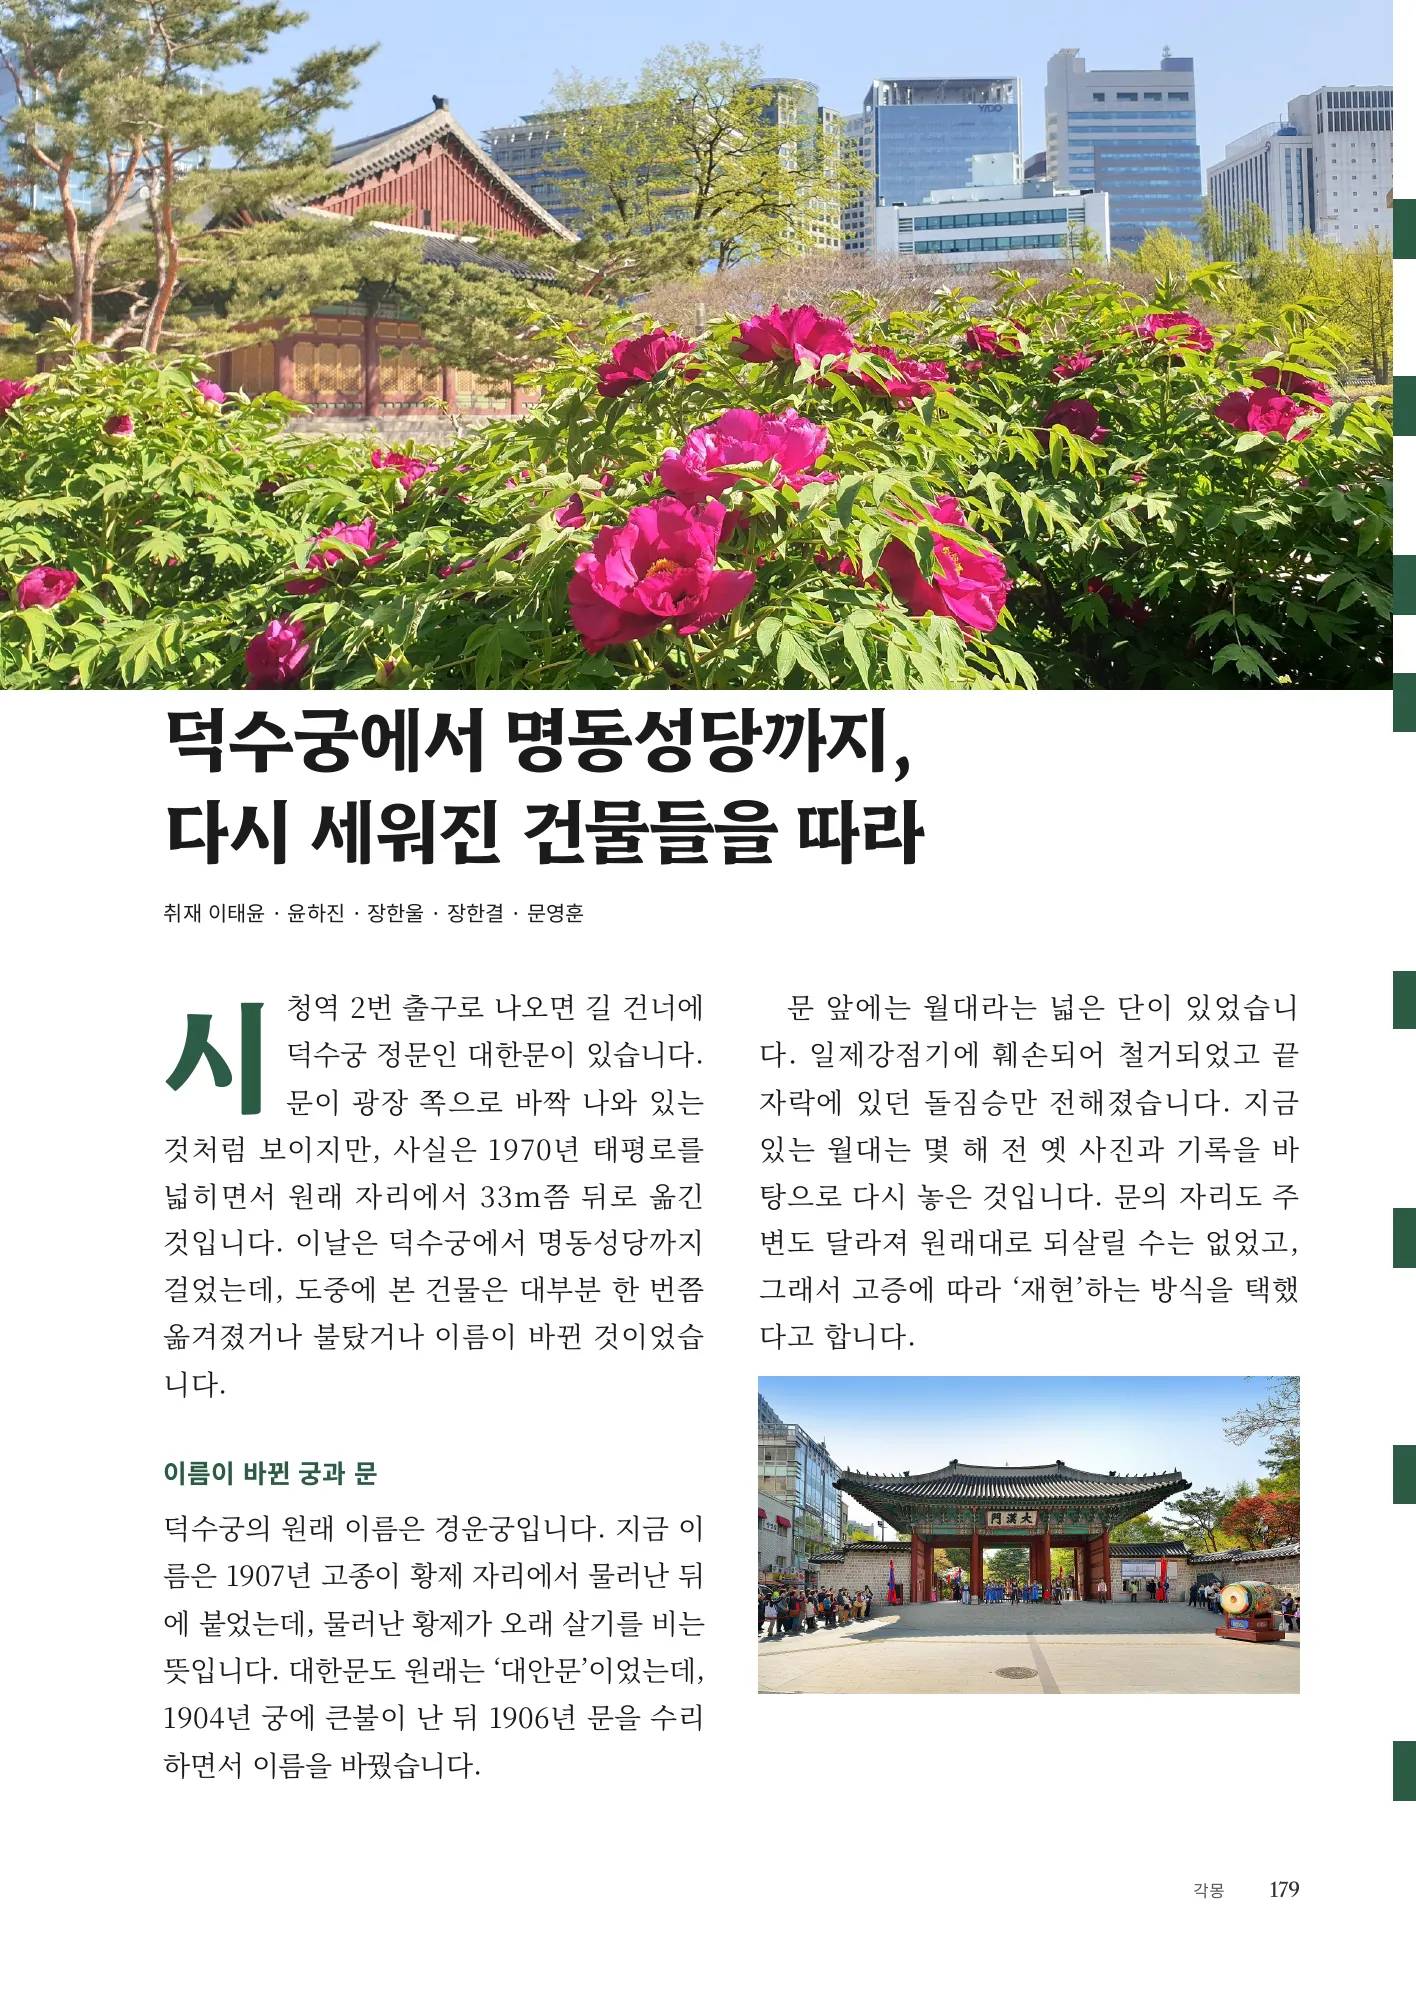 덕수궁에서 명동성당까지,
다시 세워진 건물들을 따라
취재 이태윤 · 윤하진 · 장한울 · 장한결 · 문영훈
시청역 2번 출구로 나오면 길 건너에
덕수궁 정문인 대한문이 있습니다.
문이 광장 쪽으로 바짝 나와 있는
것처럼 보이지만, 사실은 1970년 태평로를
넓히면서 원래 자리에서 33m쯤 뒤로 옮긴
것입니다. 이날은 덕수궁에서 명동성당까지
걸었는데, 도중에 본 건물은 대부분 한 번쯤
옮겨졌거나 불탔거나 이름이 바뀐 것이었습
니다.
이름이 바뀐 궁과 문
덕수궁의 원래 이름은 경운궁입니다. 지금 이
름은 1907년 고종이 황제 자리에서 물러난 뒤
에 붙었는데, 물러난 황제가 오래 살기를 비는
뜻입니다. 대한문도 원래는 ‘대안문’이었는데,
1904년 궁에 큰불이 난 뒤 1906년 문을 수리
하면서 이름을 바꿨습니다.
문 앞에는 월대라는 넓은 단이 있었습니
다. 일제강점기에 훼손되어 철거되었고 끝
자락에 있던 돌짐승만 전해졌습니다. 지금
있는 월대는 몇 해 전 옛 사진과 기록을 바
탕으로 다시 놓은 것입니다. 문의 자리도 주
변도 달라져 원래대로 되살릴 수는 없었고,
그래서 고증에 따라 ‘재현’하는 방식을 택했
다고 합니다.
門漢大
각몽 179